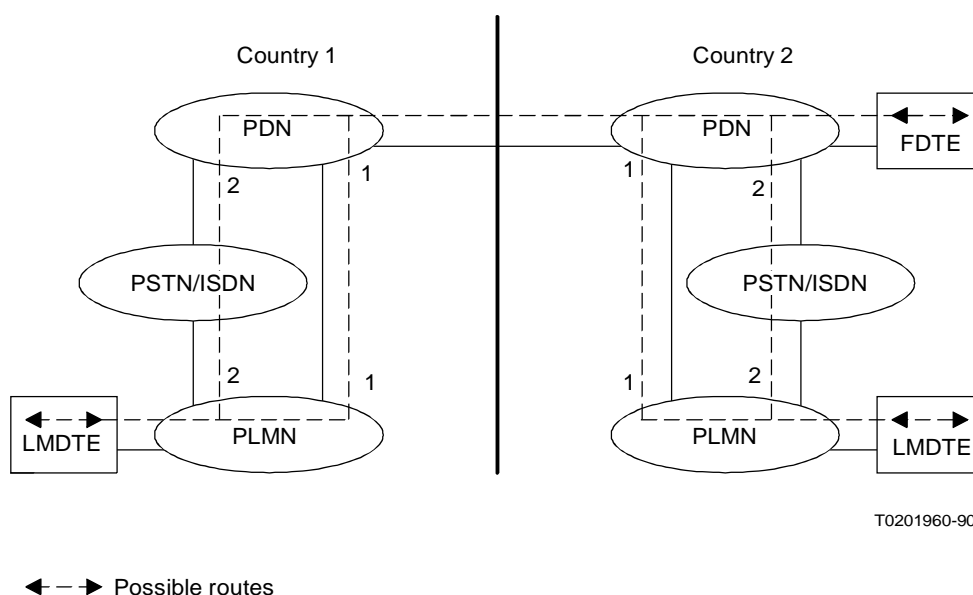 Country 1
Country 2
PDN
PDN
FDTE
1
2
1
2
PSTN/ISDN
PSTN/ISDN
2
1
1
2
LMDTE
PLMN
PLMN
LMDTE
T0201960-90
Possible routes